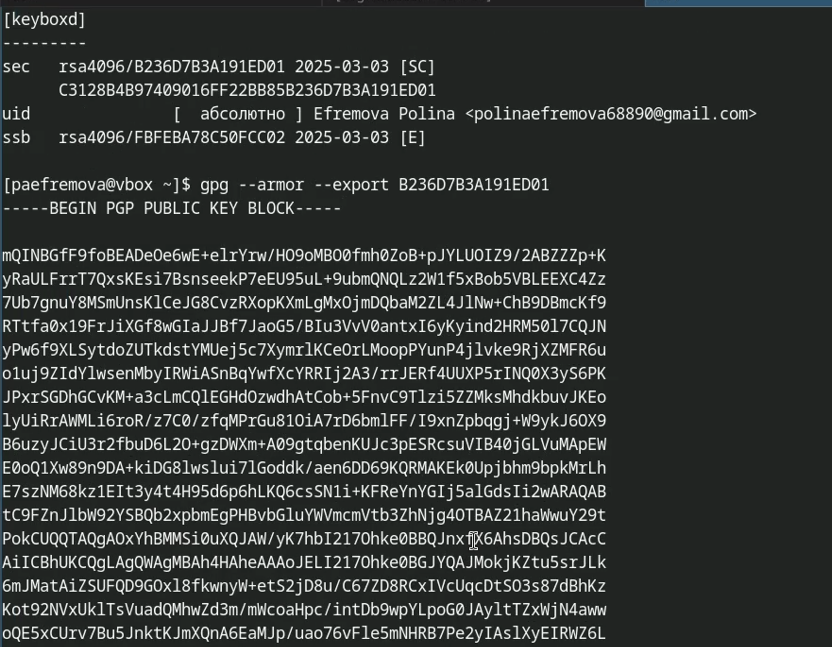 [keyboxd]
---------
sec   rsa4096/B236D7B3A191ED01 2025-03-03 [SC]
      C3128B4B97409016FF22BB85B236D7B3A191ED01
uid               [  абсолютно ] Efremova Polina <polinaefremova68890@gmail.com>
ssb   rsa4096/FBFEBA78C50FCC02 2025-03-03 [E]
[paefremova@vbox ~]$ gpg --armor --export B236D7B3A191ED01
-----BEGIN PGP PUBLIC KEY BLOCK-----
mQINBGfF9foBEADeOe6wE+elrYrw/HO9oMBO0fmh0ZoB+pJYLUOIZ9/2ABZZZp+K
yRaULFrrT7QxsKEsi7BsnseekP7eEU95uL+9ubmQNQLz2W1f5xBob5VBLEEXC4Zz
7Ub7gnuY8MSmUnsKlCeJG8CvzRXopKXmLgMxOjmDQbaM2ZL4JlNw+ChB9DBmcKf9
RTtfa0x19FrJiXGf8wGIaJJBf7JaoG5/BIu3VvV0antxI6yKyind2HRM50l7CQJN
yPw6f9XLSytdoZUTkdstYMUej5c7XymrlKCeOrLMoopPYunP4jlvke9RjXZMFR6u
o1uj9ZIdYlwsenMbyIRWiASnBqYwfXcYRRIj2A3/rrJERf4UUXP5rINQ0X3yS6PK
JPxrSGDhGCvKM+a3cLmCQlEGHdOzwdhAtCob+5FnvC9Tlzi5ZZMksMhdkbuvJKEo
lyUiRrAWMLi6roR/z7C0/zfqMPrGu81OiA7rD6bmlFF/I9xnZpbqgj+W9ykJ6OX9
B6uzyJCiU3r2fbuD6L2O+gzDWXm+A09gtqbenKUJc3pESRcsuVIB40jGLVuMApEW
E0oQ1Xw89n9DA+kiDG8lwslui7lGoddk/aen6DD69KQRMAKEk0Upjbhm9bpkMrLh
E7szNM68kz1EIt3y4t4H95d6p6hLKQ6csSN1i+KFReYnYGIj5alGdsIi2wARAQAB
tC9FZnJlbW92YSBQb2xpbmEgPHBvbGluYWVmcmVtb3ZhNjg4OTBAZ21haWwuY29t
PokCUQQTAQgAOxYhBMMSi0uXQJAW/yK7hbI217Ohke0BBQJnxfX6AhsDBQsJCAcC
AiICBhUKCQgLAgQWAgMBAh4HAheAAAoJELI217Ohke0BGJYQAJMokjKZtu5srJLk
6mJMatAiZSUFQD9GOxl8fkwnyW+etS2jD8u/C67ZD8RCxIVcUqcDtSO3s87dBhKz
Kot92NVxUklTsVuadQMhwZd3m/mWcoaHpc/intDb9wpYLpoG0JAyltTZxWjN4aww
oQE5xCUrv7Bu5JnktKJmXQnA6EaMJp/uao76vFle5mNHRB7Pe2yIAslXyEIRWZ6L